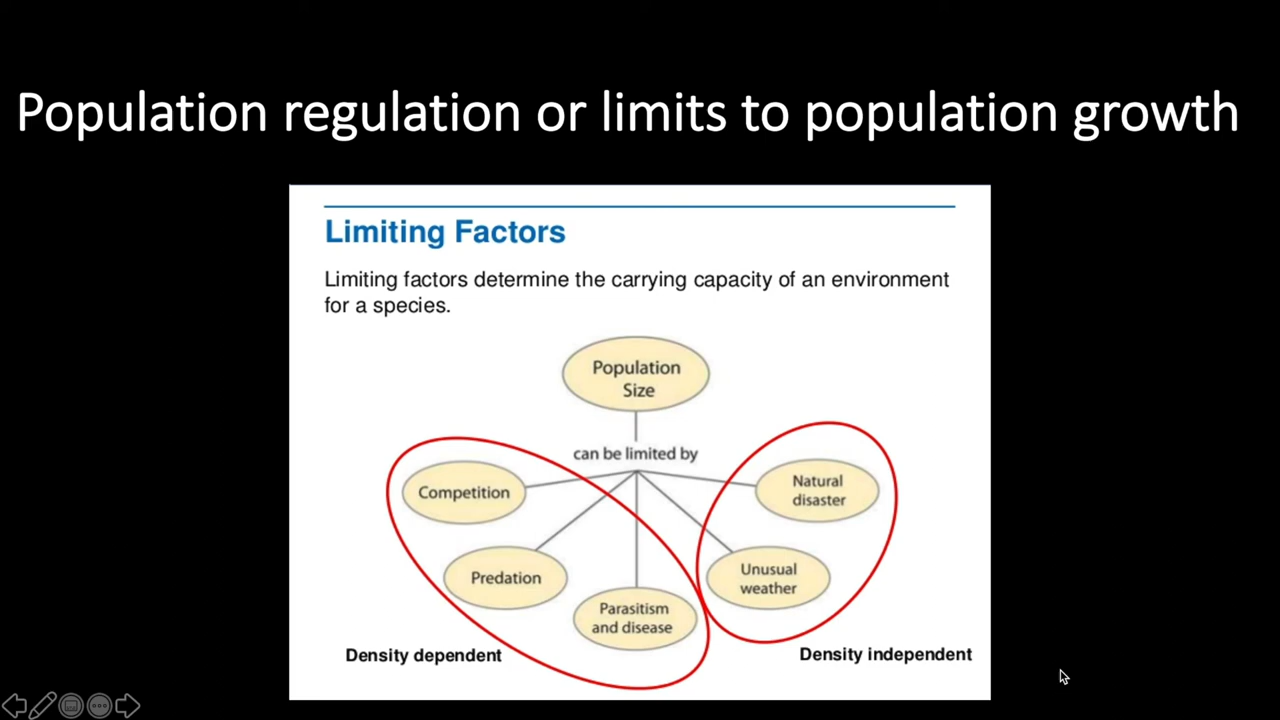 Population regulation or limits to population growth
Limiting Factors
Limiting factors determine the carrying capacity of an environment
for a species.
Population
Size
can be limited by
Competition
Predation
Parasitism
and disease
Unusual
weather
Natural
disaster
Density dependent
Density independent